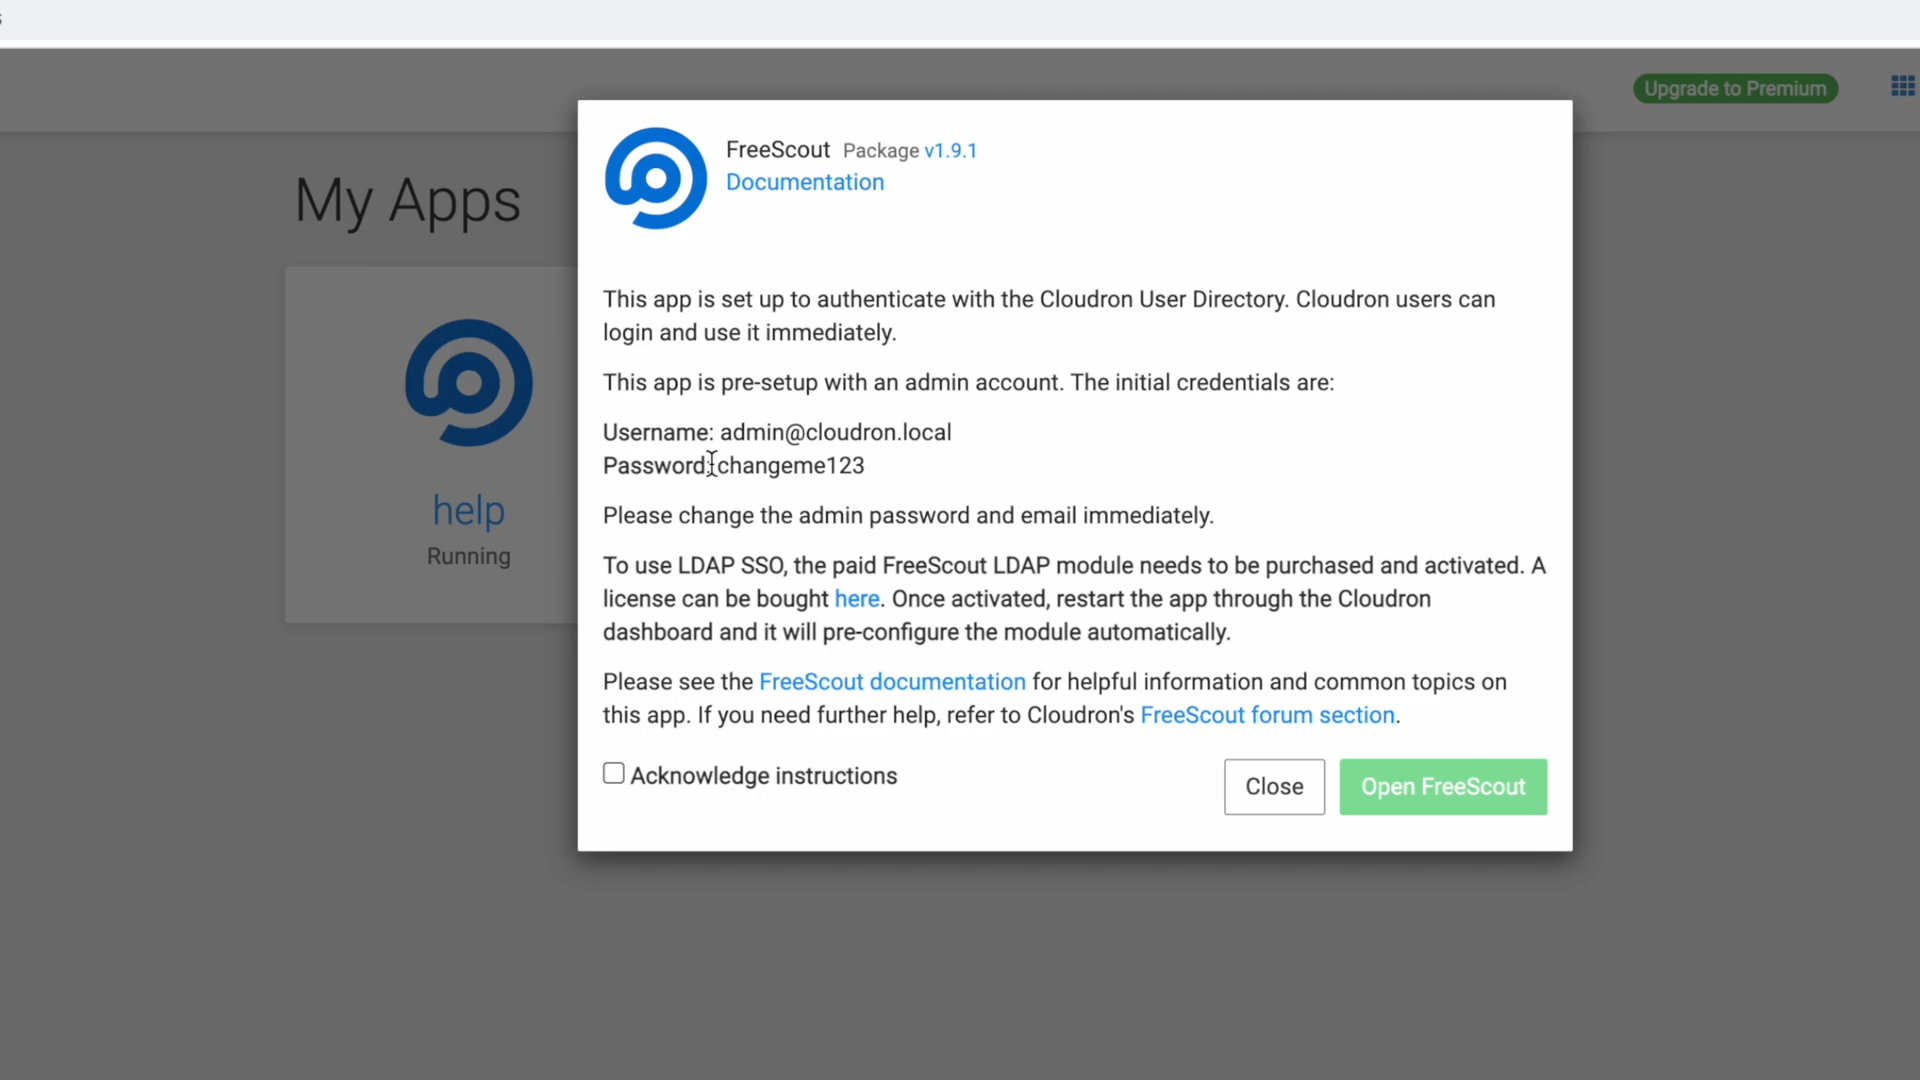 Upgrade to Premium
My Apps
help
Running
FreeScout Package v1.9.1
Documentation
This app is set up to authenticate with the Cloudron User Directory. Cloudron users can
login and use it immediately.
This app is pre-setup with an admin account. The initial credentials are:
Username: admin@cloudron.local
Password: changeme123
Please change the admin password and email immediately.
To use LDAP SSO, the paid FreeScout LDAP module needs to be purchased and activated. A
license can be bought here. Once activated, restart the app through the Cloudron
dashboard and it will pre-configure the module automatically.
Please see the FreeScout documentation for helpful information and common topics on
this app. If you need further help, refer to Cloudron's FreeScout forum section.
Acknowledge instructions
Close
Open FreeScout